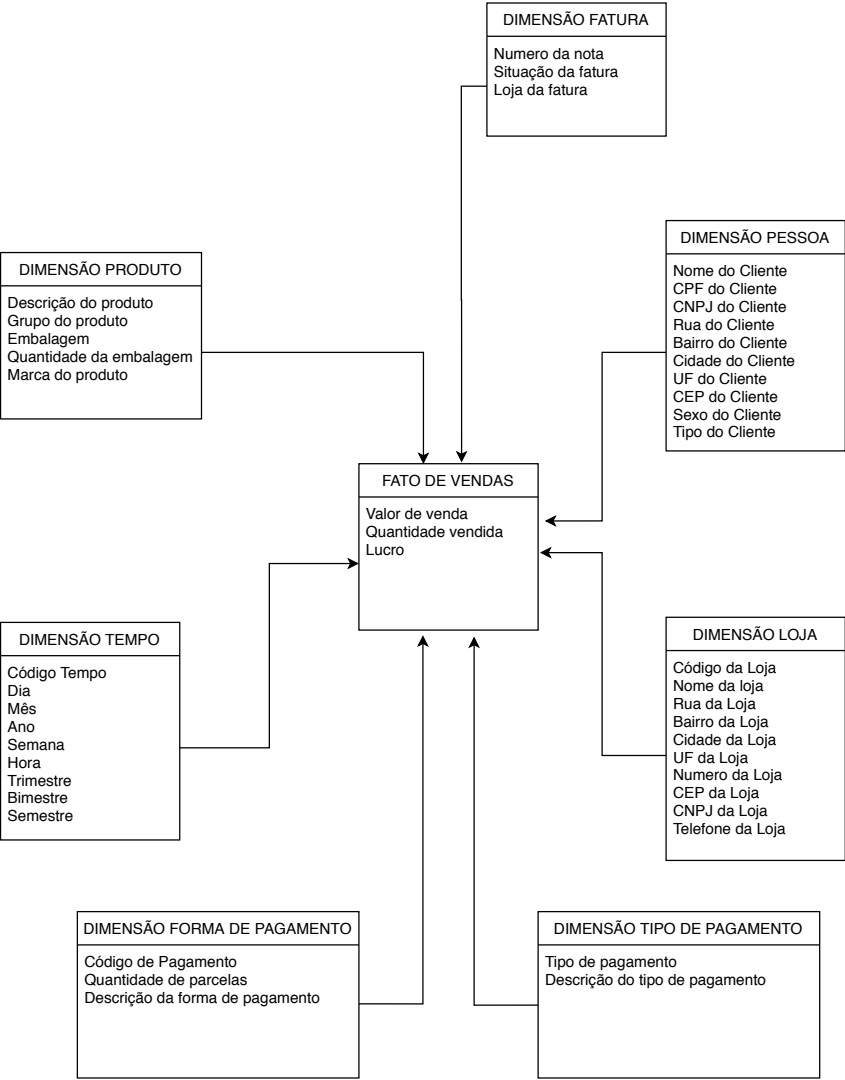 DIMENSÃO FATURA
Numero da nota
Situação da fatura
Loja da fatura
DIMENSÃO PRODUTO
Descrição do produto
Grupo do produto
Embalagem
Quantidade da embalagem
Marca do produto
DIMENSÃO PESSOA
Nome do Cliente
CPF do Cliente
CNPJ do Cliente
Rua do Cliente
Bairro do Cliente
Cidade do Cliente
UF do Cliente
CEP do Cliente
Sexo do Cliente
Tipo do Cliente
FATO DE VENDAS
Valor de venda
Quantidade vendida
Lucro
DIMENSÃO TEMPO
Código Tempo
Dia
Mês
Ano
Semana
Hora
Trimestre
Bimestre
Semestre
DIMENSÃO LOJA
Código da Loja
Nome da loja
Rua da Loja
Bairro da Loja
Cidade da Loja
UF da Loja
Numero da Loja
CEP da Loja
CNPJ da Loja
Telefone da Loja
DIMENSÃO FORMA DE PAGAMENTO
Código de Pagamento
Quantidade de parcelas
Descrição da forma de pagamento
DIMENSÃO TIPO DE PAGAMENTO
Tipo de pagamento
Descrição do tipo de pagamento